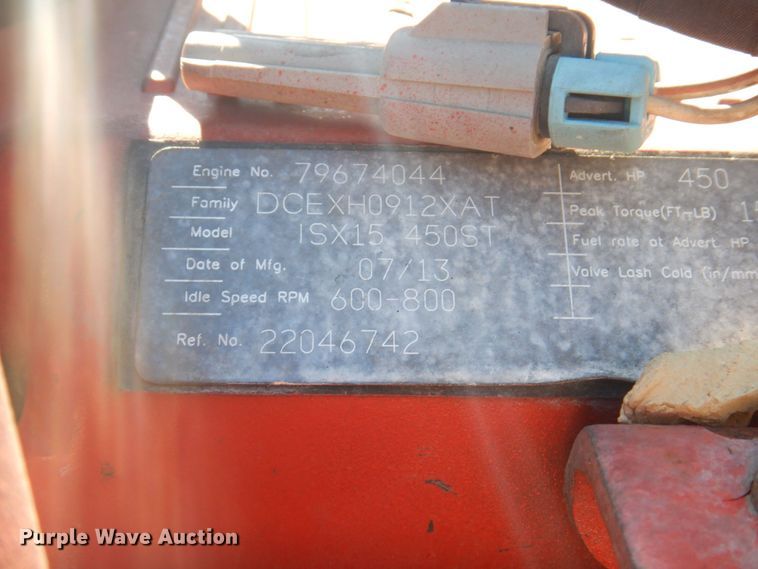 Engine No. 79674044
Family DCEXH0912XAT
Model ISX15 450ST
Date of Mfg. 07/13
Idle Speed RPM 600-800
Ref. No. 22046742
Advert. HP 450
Peak Torque(FT-LB)
Fuel rate at Advert. HP
Valve Lash Cold (in/mm
Purple Wave Auction